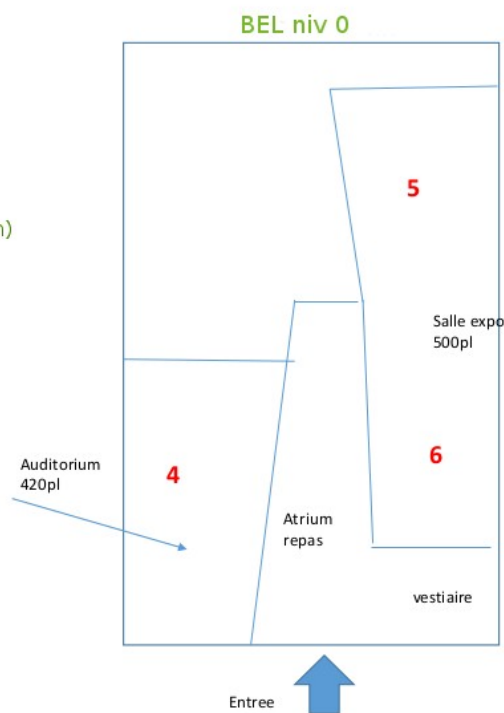 BEL niv 0
n)
5
Salle expo
500pl
6
Auditorium
420pl
4
Atrium
repas
vestiaire
Entree